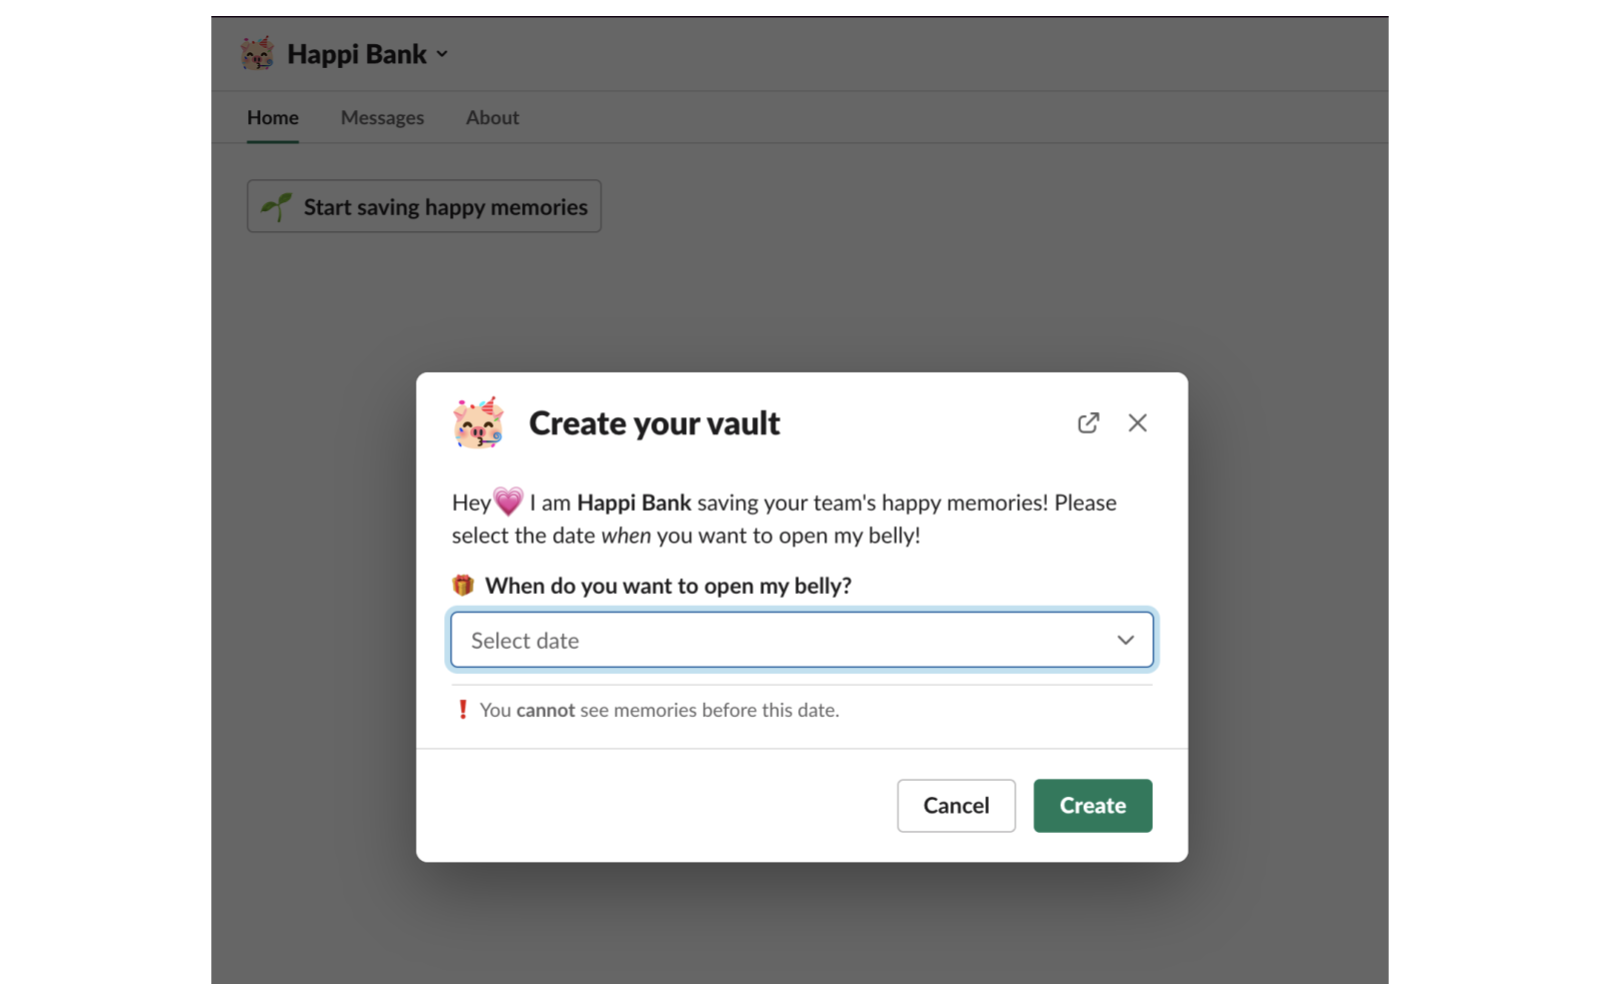 Happi Bank
Home Messages About
Start saving happy memories
Create your vault
Hey💗 I am Happi Bank saving your team's happy memories! Please
select the date when you want to open my belly!
🎁 When do you want to open my belly?
Select date
❗ You cannot see memories before this date.
Cancel Create